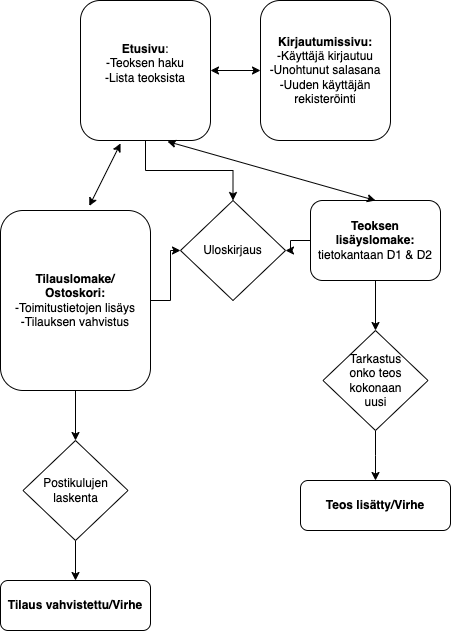 Etusivu:
-Teoksen haku
-Lista teoksista
Kirjautumissivu:
-Käyttäjä kirjautuu
-Unohtunut salasana
-Uuden käyttäjän
rekisteröinti
Tilauslomake/
Ostoskori:
-Toimitustietojen lisäys
-Tilauksen vahvistus
Uloskirjaus
Teoksen
lisäyslomake:
tietokantaan D1 & D2
Tarkastus
onko teos
kokonaan
uusi
Postikulujen
laskenta
Teos lisätty/Virhe
Tilaus vahvistettu/Virhe